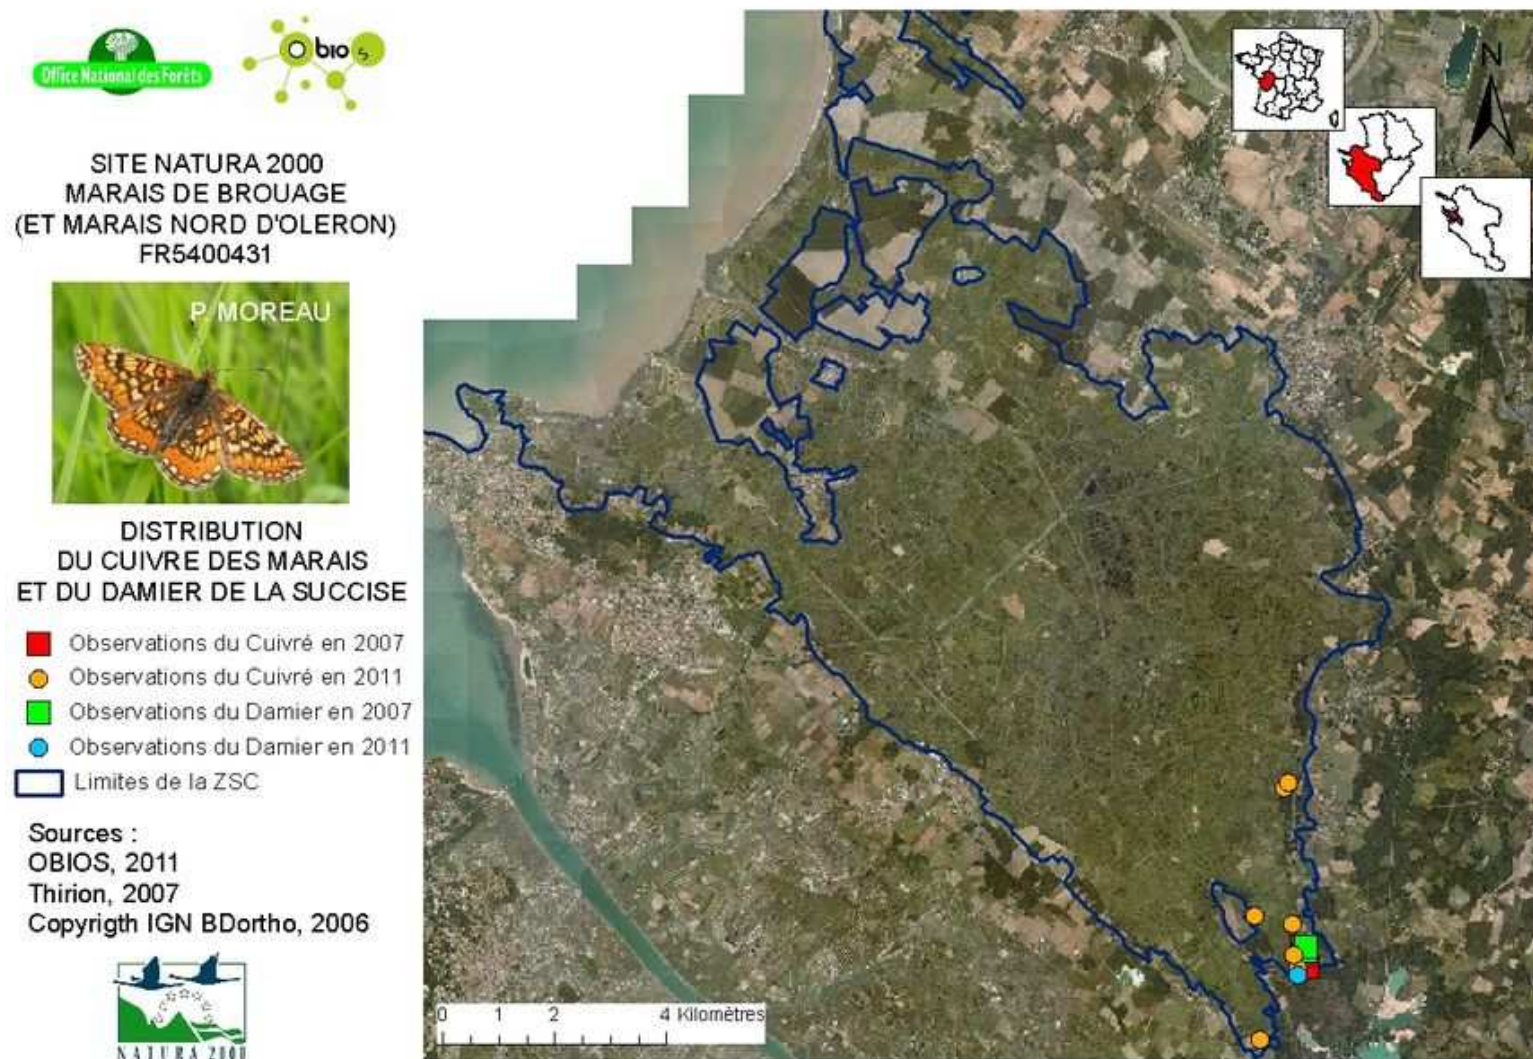 Office National des Forêts
Obios
SITE NATURA 2000
MARAIS DE BROUAGE
(ET MARAIS NORD D'OLERON)
FR5400431
P. MOREAU
DISTRIBUTION
DU CUIVRE DES MARAIS
ET DU DAMIER DE LA SUCCISE
Observations du Cuivré en 2007
Observations du Cuivré en 2011
Observations du Damier en 2007
Observations du Damier en 2011
Limites de la ZSC
Sources :
OBIOS, 2011
Thirion, 2007
Copyrigth IGN BDortho, 2006
NATURA 2000
N
0 1 2 4 Kilomètres